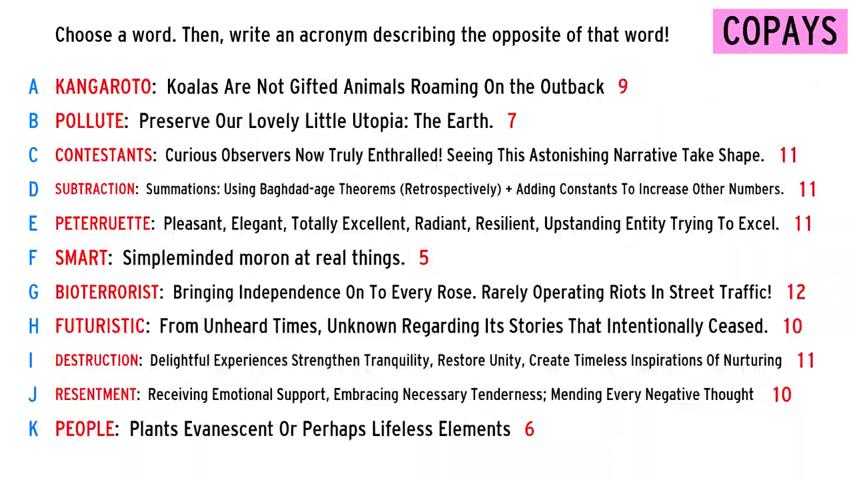 Choose a word. Then, write an acronym describing the opposite of that word!
COPAYS
A KANGAROTO: Koalas Are Not Gifted Animals Roaming On the Outback 9
B POLLUTE: Preserve Our Lovely Little Utopia: The Earth. 7
C CONTESTANTS: Curious Observers Now Truly Enthralled! Seeing This Astonishing Narrative Take Shape. 11
D SUBTRACTION: Summations: Using Baghdad-age Theorems (Retrospectively) + Adding Constants To Increase Other Numbers. 11
E PETERRUETTE: Pleasant, Elegant, Totally Excellent, Radiant, Resilient, Upstanding Entity Trying To Excel. 11
F SMART: Simpleminded moron at real things. 5
G BIOTERRORIST: Bringing Independence On To Every Rose. Rarely Operating Riots In Street Traffic! 12
H FUTURISTIC: From Unheard Times, Unknown Regarding Its Stories That Intentionally Ceased. 10
I DESTRUCTION: Delightful Experiences Strengthen Tranquility, Restore Unity, Create Timeless Inspirations Of Nurturing 11
J RESENTMENT: Receiving Emotional Support, Embracing Necessary Tenderness; Mending Every Negative Thought 10
K PEOPLE: Plants Evanescent Or Perhaps Lifeless Elements 6